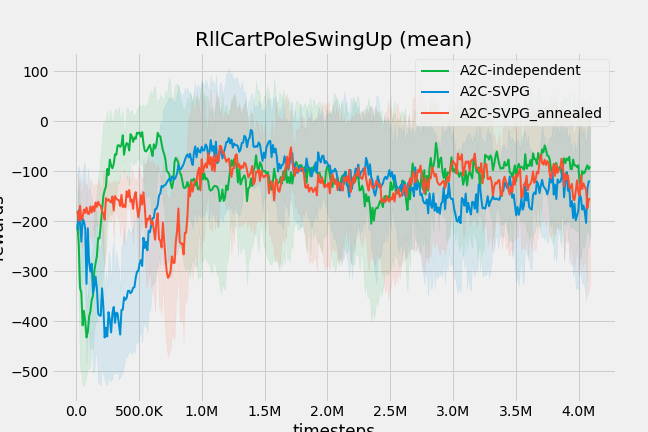 RllCartPoleSwingUp (mean)
A2C-independent
A2C-SVPG
A2C-SVPG_annealed
100
0
−100
−200
−300
−400
−500
0.0 500.0K 1.0M 1.5M 2.0M 2.5M 3.0M 3.5M 4.0M
timesteps